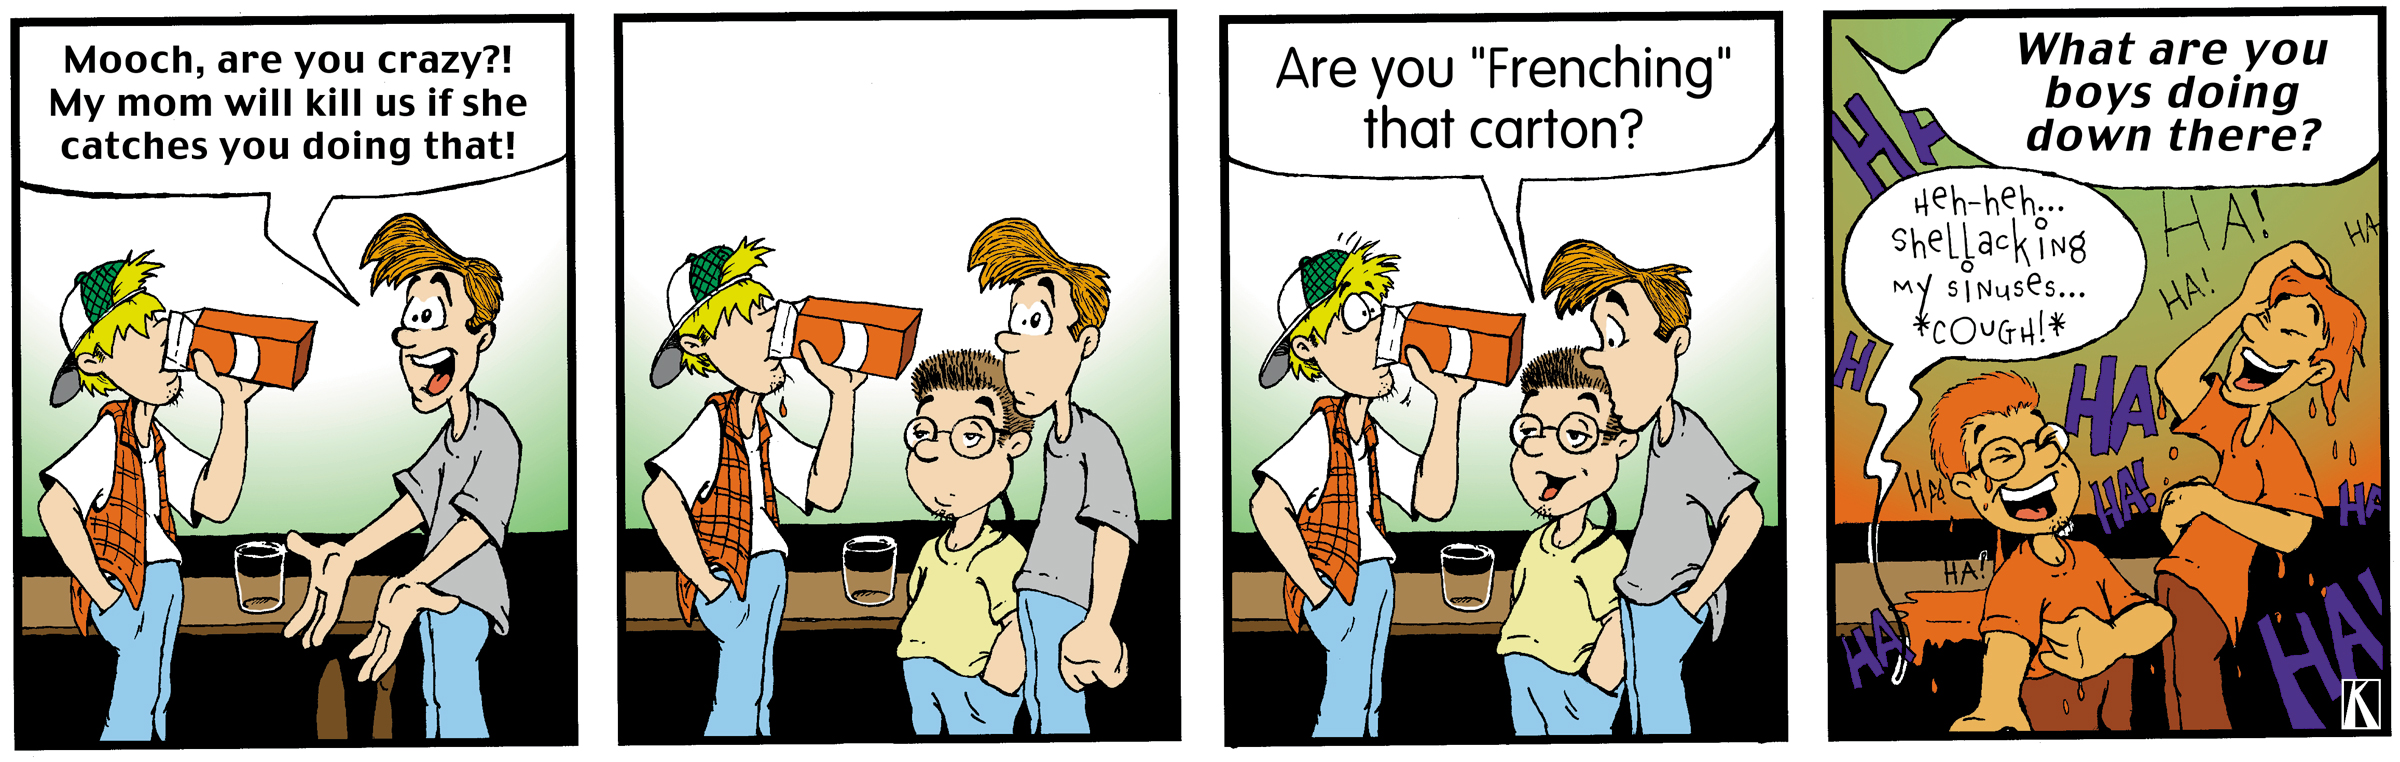 Mooch, are you crazy?!
My mom will kill us if she
catches you doing that!
Are you "Frenching"
that carton?
What are you
boys doing
down there?
Heh-heh...
shellacking
my sinuses...
*COUGH!*
HA!
HA
HA!
H
HA
HA!
HA!
HA
HA!
HA!
HA!
K